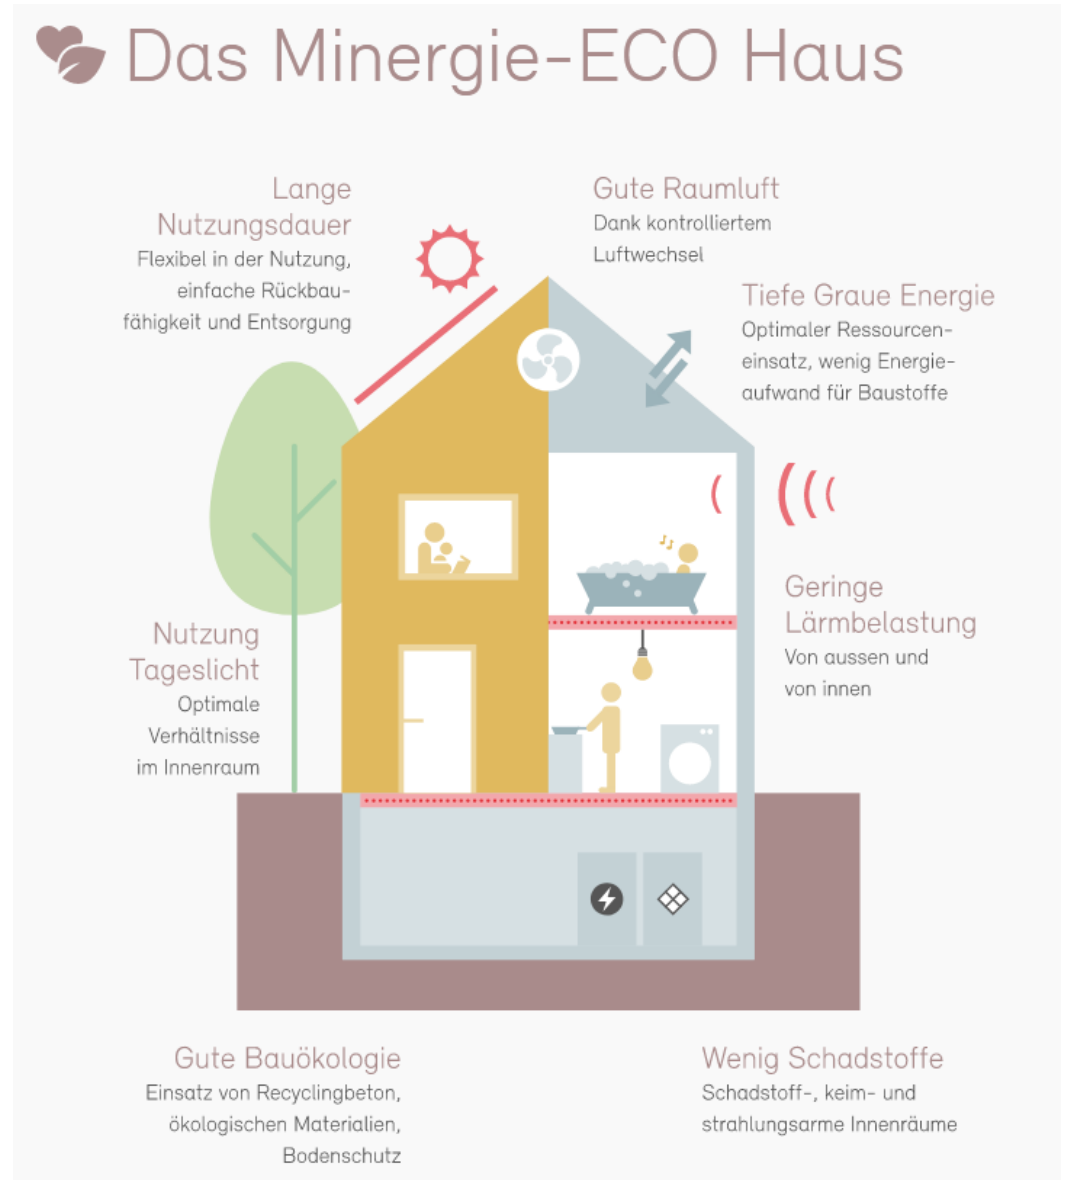 Das Minergie-ECO Haus
Lange
Nutzungsdauer
Flexibel in der Nutzung,
einfache Rückbau-
fähigkeit und Entsorgung
Gute Raumluft
Dank kontrolliertem
Luftwechsel
Tiefe Graue Energie
Optimaler Ressourcen-
einsatz, wenig Energie-
aufwand für Baustoffe
Geringe
Lärmbelastung
Von aussen und
von innen
Nutzung
Tageslicht
Optimale
Verhältnisse
im Innenraum
Gute Bauökologie
Einsatz von Recyclingbeton,
ökologischen Materialien,
Bodenschutz
Wenig Schadstoffe
Schadstoff-, keim- und
strahlungsarme Innenräume